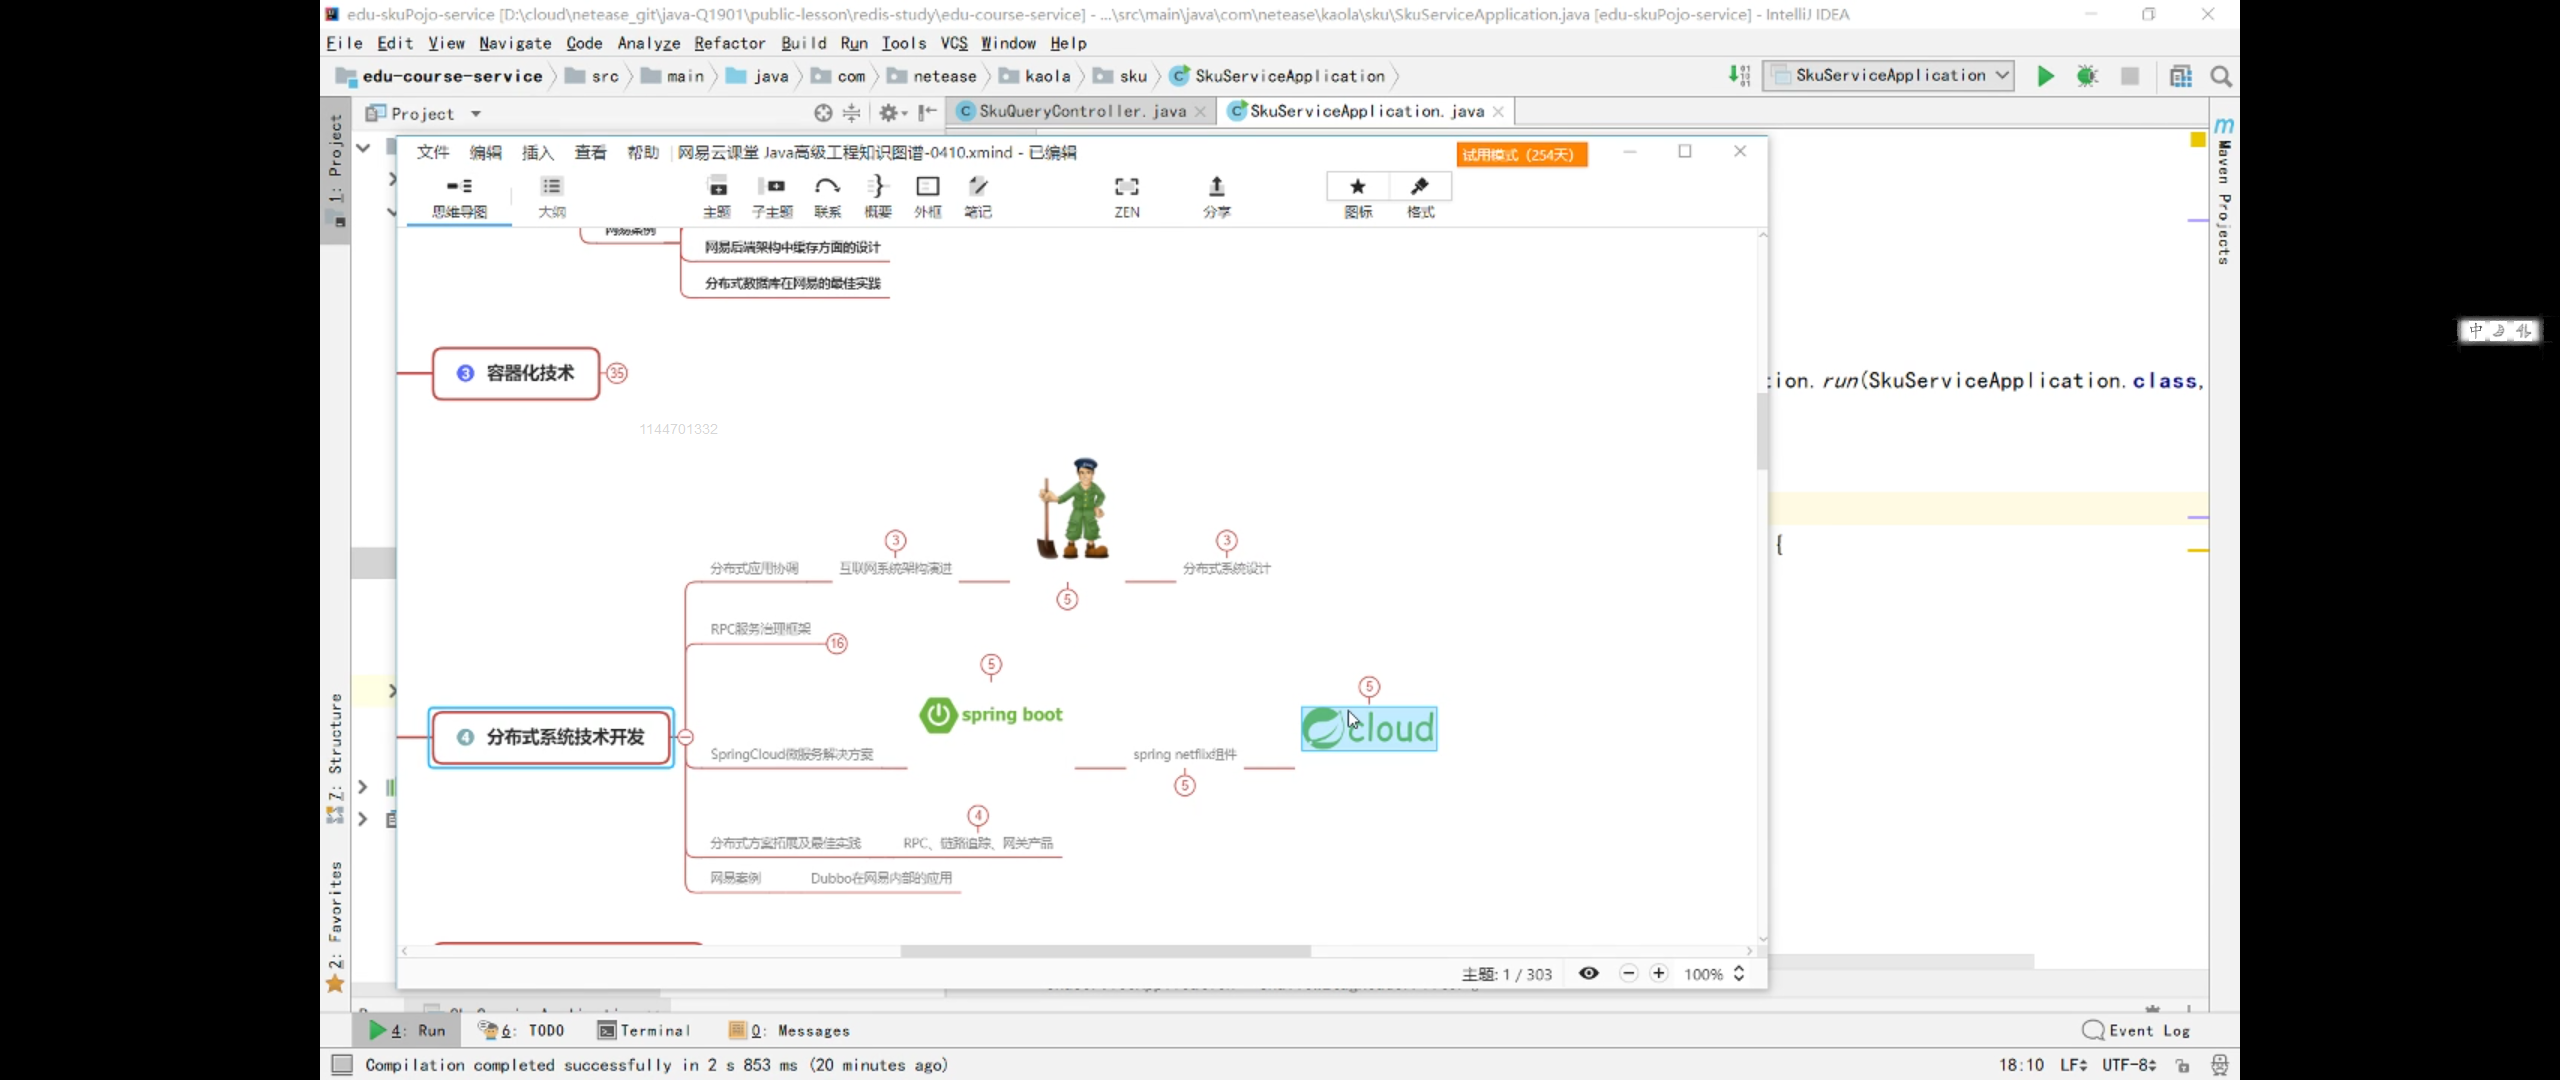 edu-skuPojo-service [D:\cloud\netease_git\java-Q1901\public-lesson\redis-study\edu-course-service] - ...\src\main\java\com\netease\kaola\sku\SkuServiceApplication.java [edu-skuPojo-service] - IntelliJ IDEA
File Edit View Navigate Code Analyze Refactor Build Run Tools VCS Window Help
edu-course-service src main java com netease kaola sku SkuServiceApplication
SkuServiceApplication
Project
SkuQueryController.java
SkuServiceApplication.java
1: Project
Maven Projects
文件 编辑 插入 查看 帮助 网易云课堂 Java高级工程知识图谱-0410.xmind - 已编辑
试用模式 (254天)
思维导图 大纲 主题 子主题 联系 概要 外框 笔记 ZEN 分享 图标 格式
网易案例
网易后端架构中缓存方面的设计
分布式数据库在网易的最佳实践
中
3 容器化技术 35
tion.run(SkuServiceApplication.class,
1144701332
3
3
分布式应用协调 互联网系统架构演进 分布式系统设计
{
5
RPC服务治理框架 16
5
5
spring boot
cloud
4 分布式系统技术开发
SpringCloud微服务解决方案 spring netflix组件
5
4
分布式方案拓展及最佳实践 RPC、链路追踪、网关产品
网易案例 Dubbo在网易内部的应用
7: Structure
2: Favorites
主题: 1 / 303 100%
4: Run 6: TODO Terminal 0: Messages Event Log
Compilation completed successfully in 2 s 853 ms (20 minutes ago) 18:10 LF UTF-8